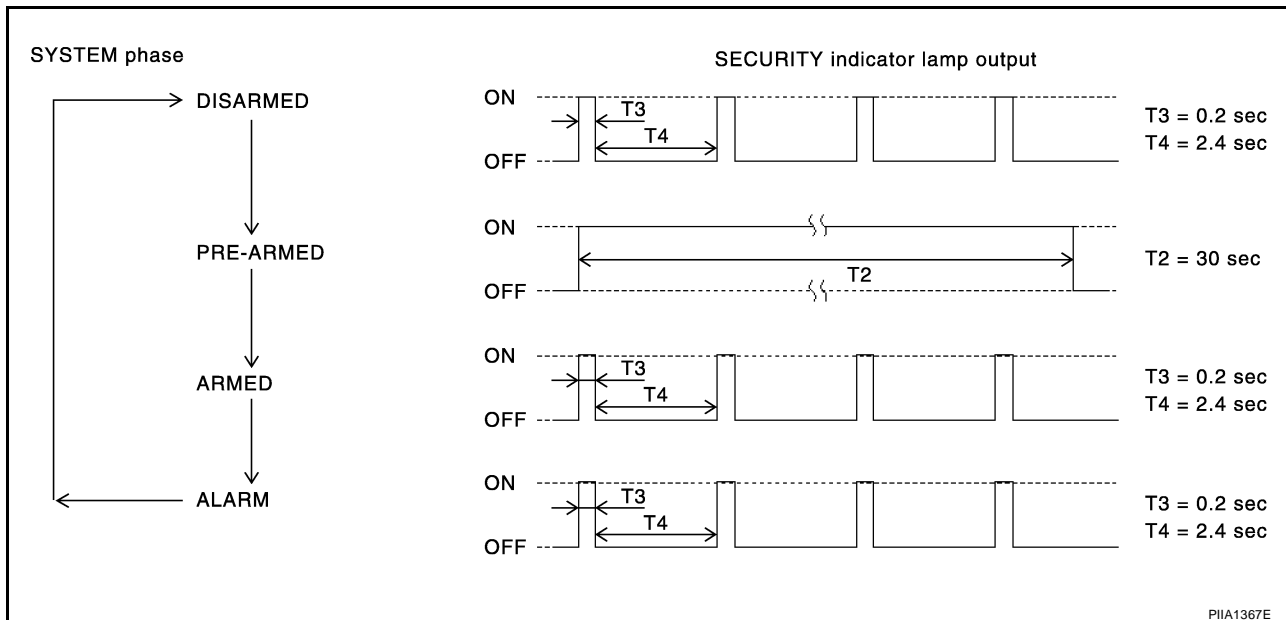 SYSTEM phase
SECURITY indicator lamp output
DISARMED
ON
T3
T4
OFF
T3 = 0.2 sec
T4 = 2.4 sec
PRE-ARMED
ON
T2
OFF
T2 = 30 sec
ARMED
ON
T3
T4
OFF
T3 = 0.2 sec
T4 = 2.4 sec
ALARM
ON
T3
T4
OFF
T3 = 0.2 sec
T4 = 2.4 sec
PIIA1367E